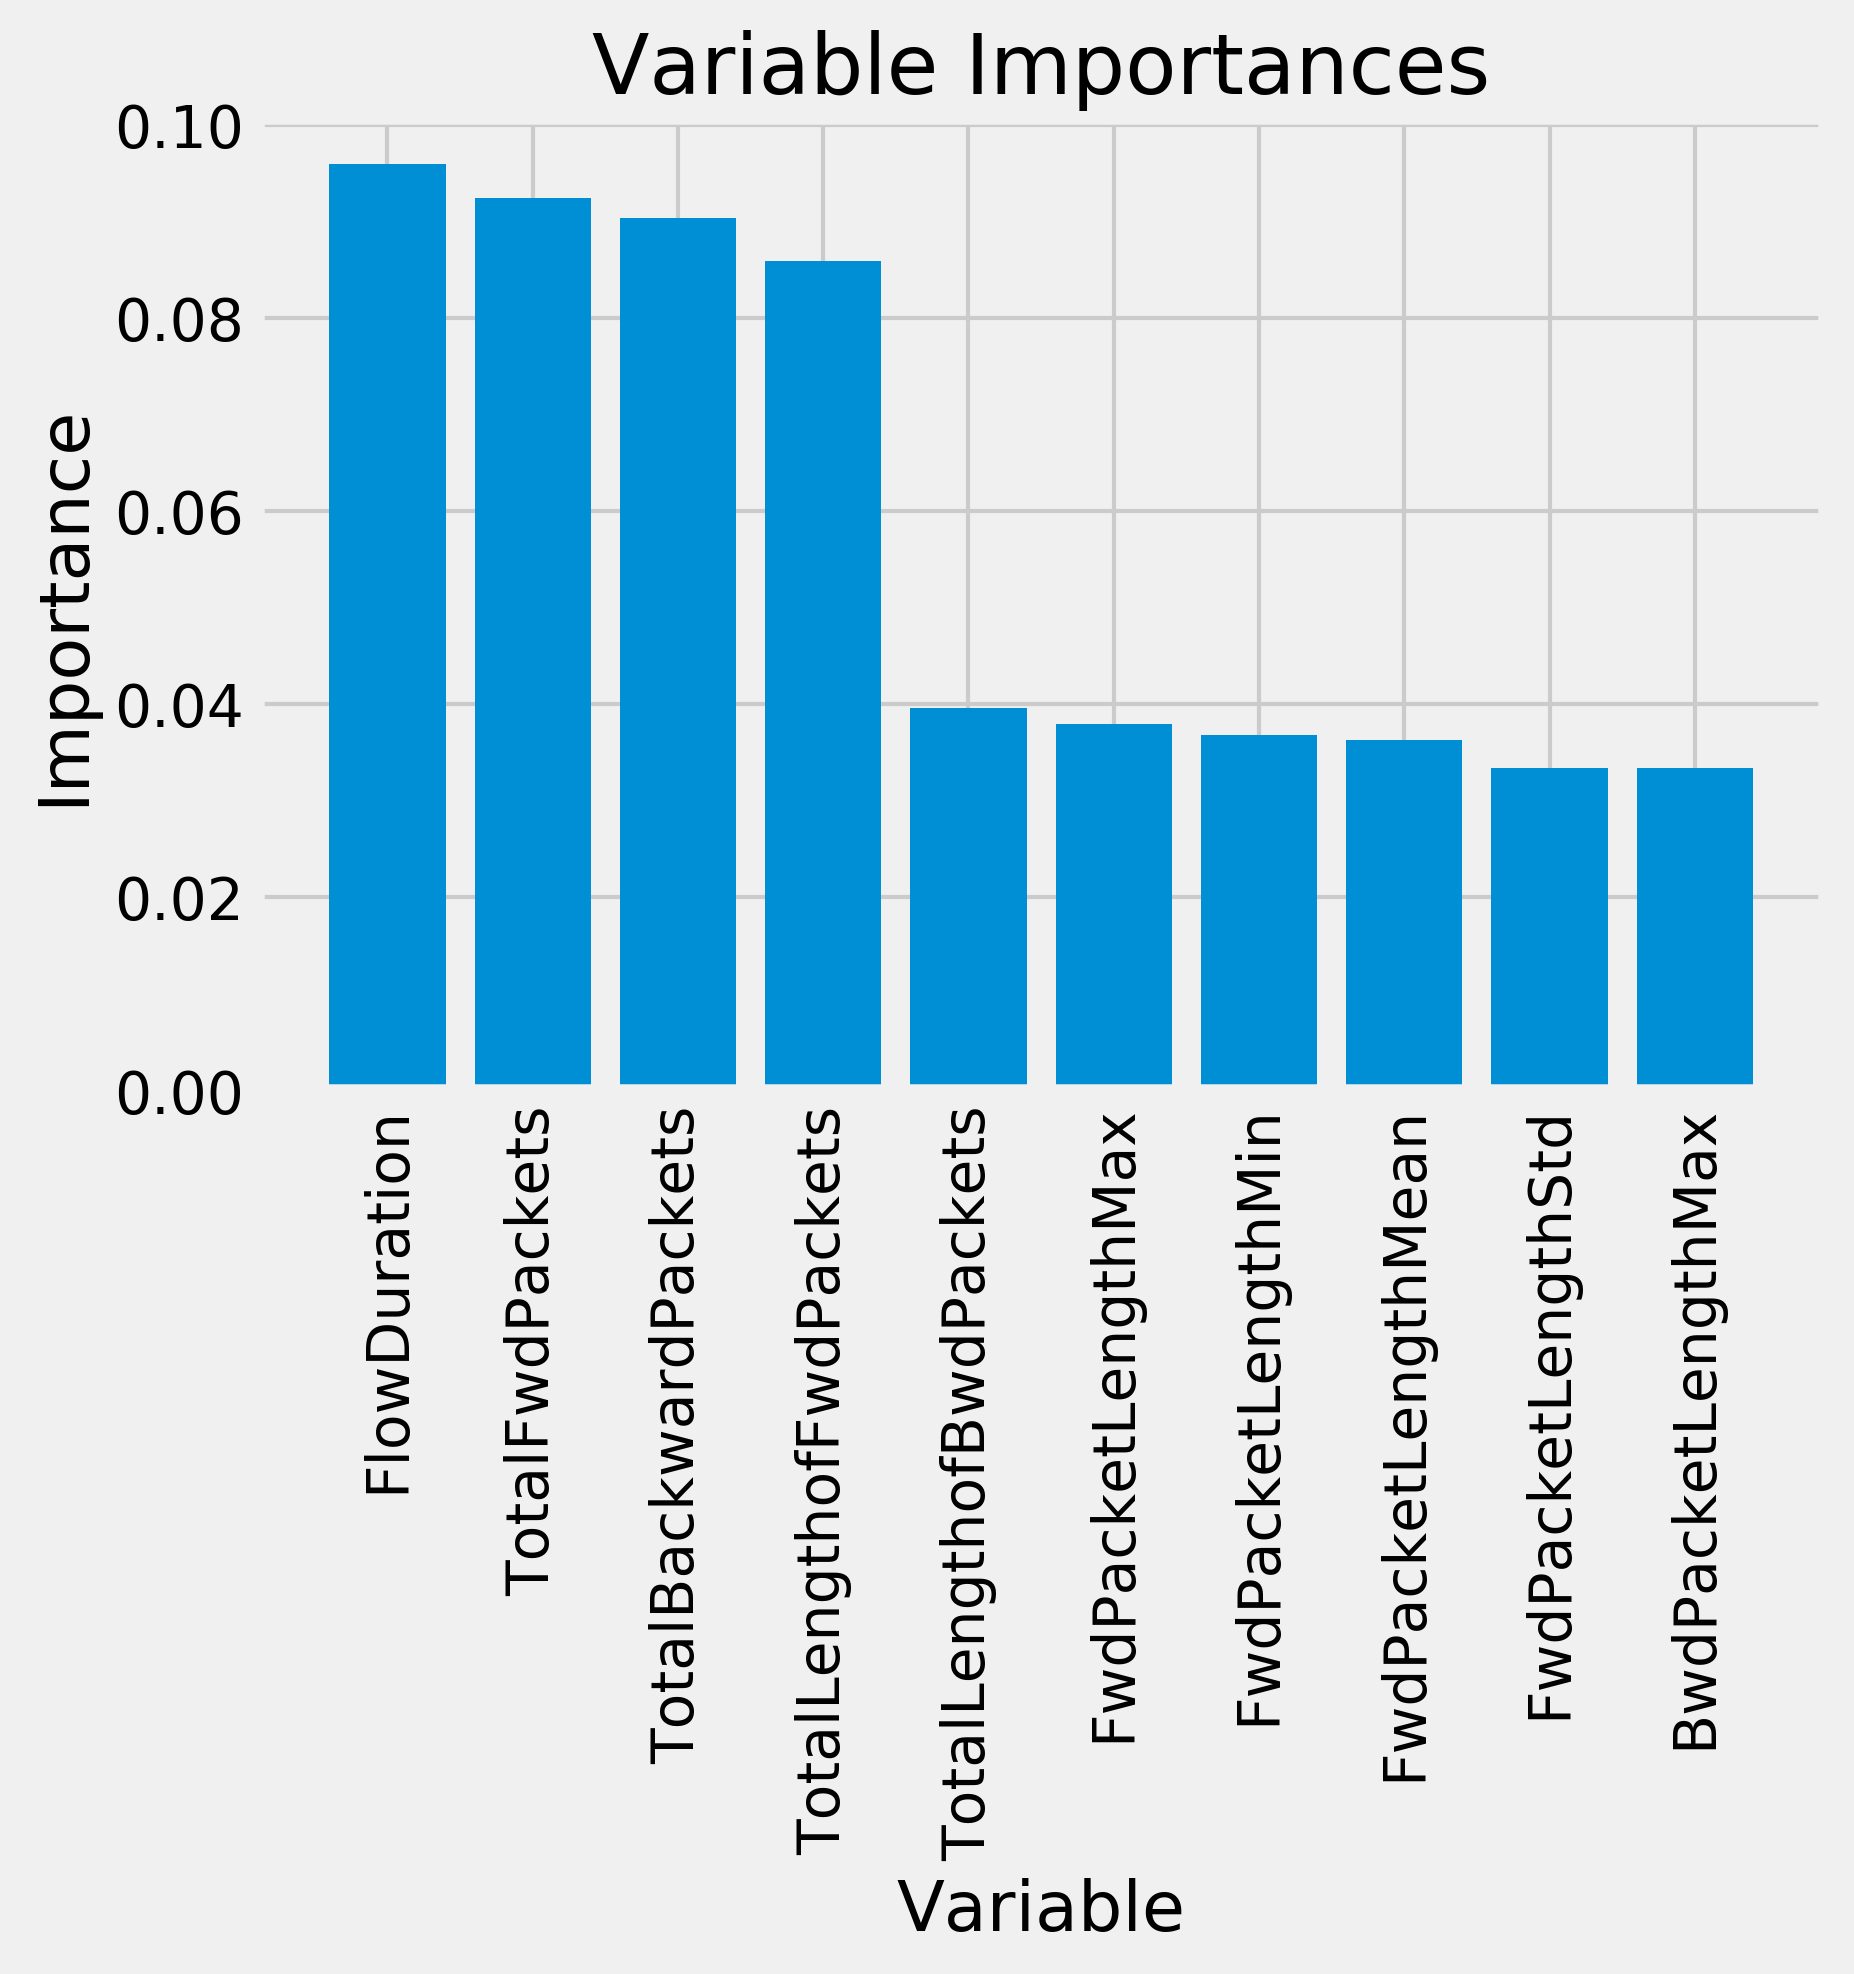 Variable Importances
Importance
0.10
0.08
0.06
0.04
0.02
0.00
FlowDuration
TotalFwdPackets
TotalBackwardPackets
TotalLengthofFwdPackets
TotalLengthofBwdPackets
FwdPacketLengthMax
FwdPacketLengthMin
FwdPacketLengthMean
FwdPacketLengthStd
BwdPacketLengthMax
Variable